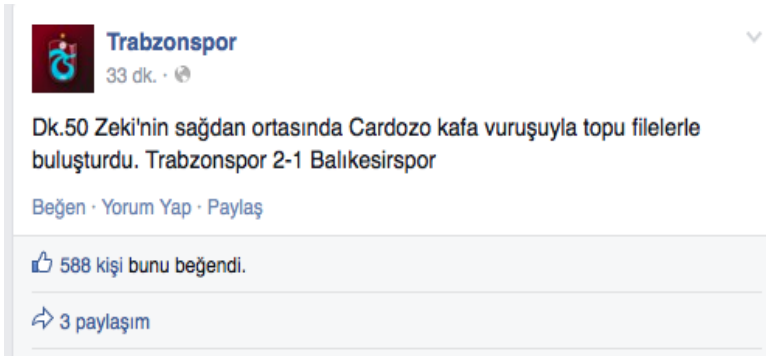 Trabzonspor
33 dk. ·
Dk.50 Zeki'nin sağdan ortasında Cardozo kafa vuruşuyla topu filelerle
buluşturdu. Trabzonspor 2-1 Balıkesirspor
Beğen · Yorum Yap · Paylaş
588 kişi bunu beğendi.
3 paylaşım